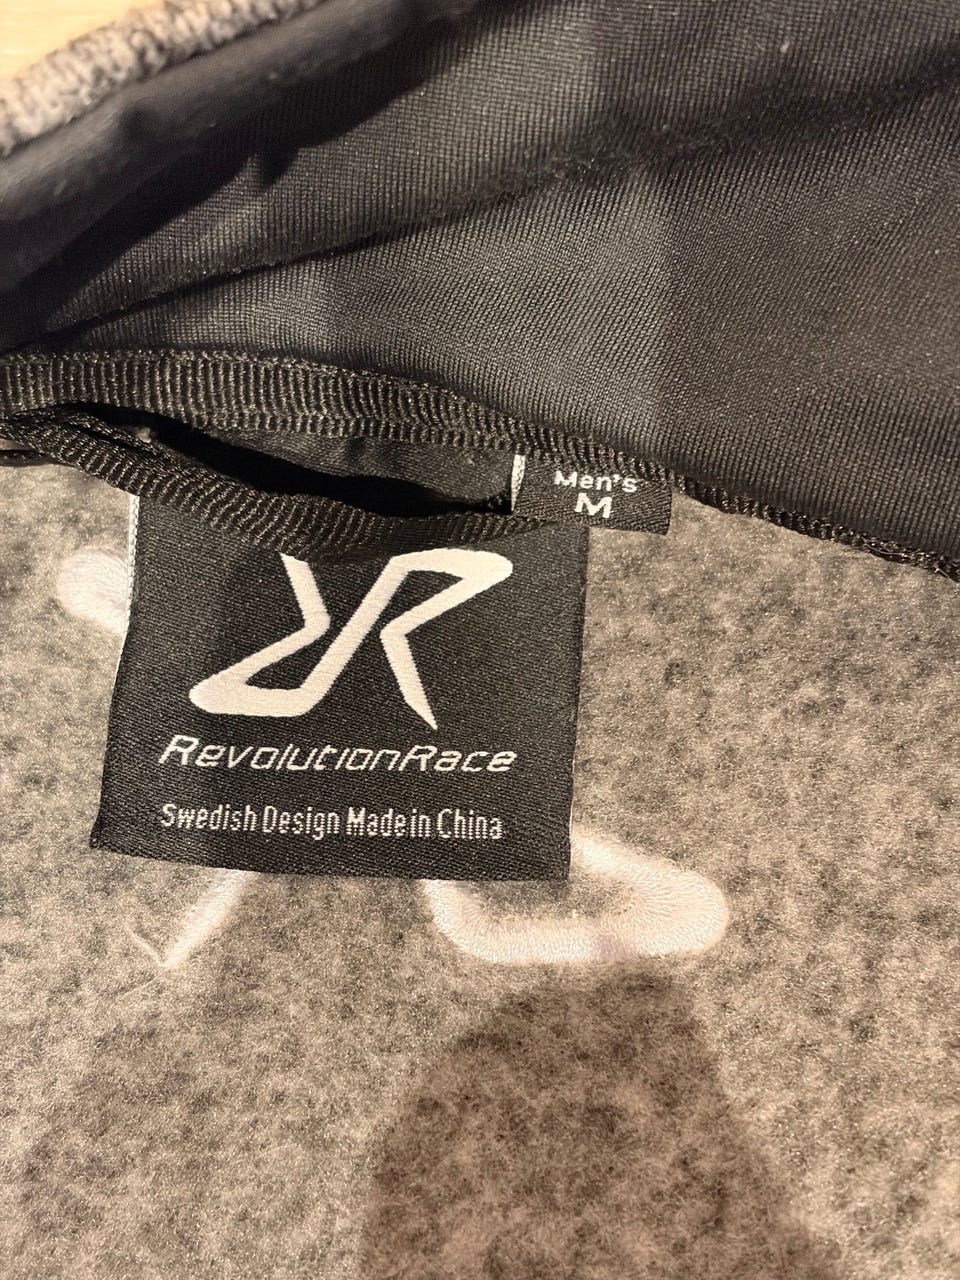 Men's
M
RevolutionRace
Swedish Design Made in China